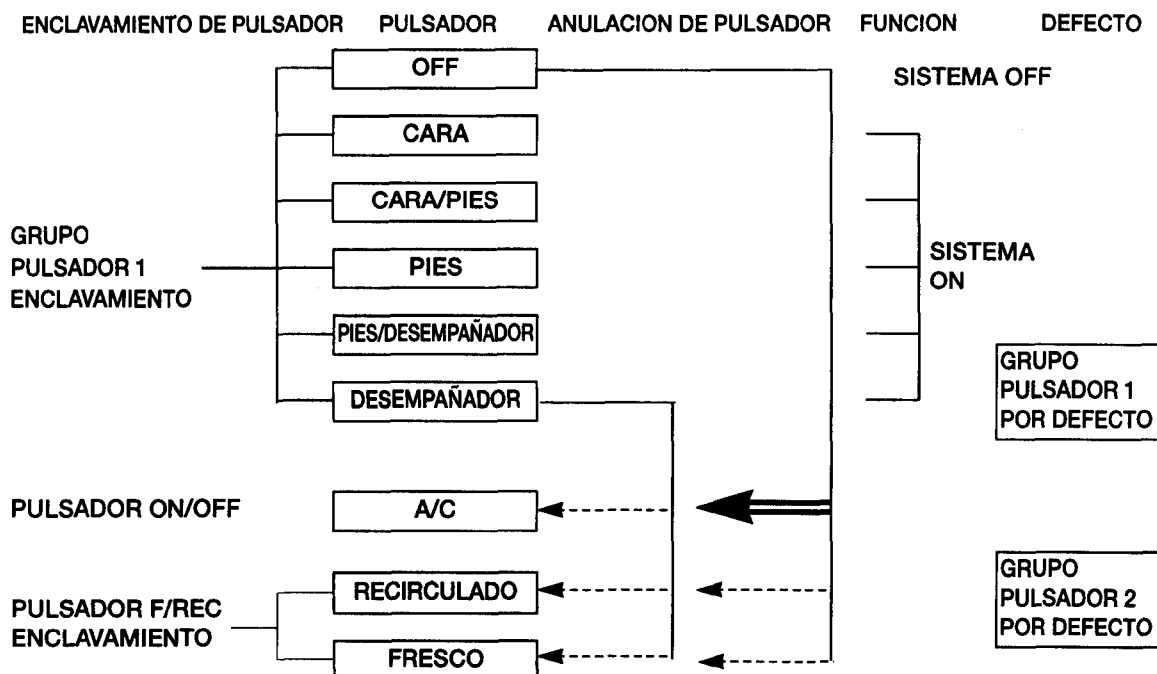 ENCLAVAMIENTO DE PULSADOR PULSADOR ANULACION DE PULSADOR FUNCION DEFECTO
OFF
SISTEMA OFF
CARA
CARA/PIES
GRUPO
PULSADOR 1
ENCLAVAMIENTO
PIES
SISTEMA
ON
PIES/DESEMPAÑADOR
DESEMPAÑADOR
GRUPO
PULSADOR 1
POR DEFECTO
PULSADOR ON/OFF
A/C
RECIRCULADO
PULSADOR F/REC
ENCLAVAMIENTO
FRESCO
GRUPO
PULSADOR 2
POR DEFECTO